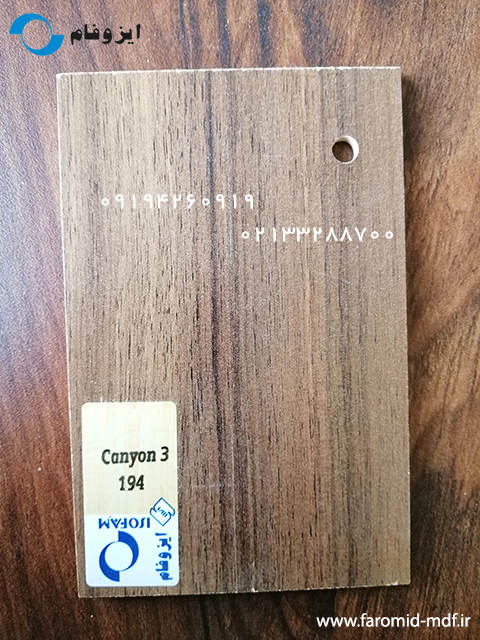 ایزوفام
۰۹۱۹۴۲۶۰۹۱۹
۰۲۱۳۳۲۸۸۷۰۰
Canyon 3
194
ISOFAM
ایزوفام
www.faromid-mdf.ir